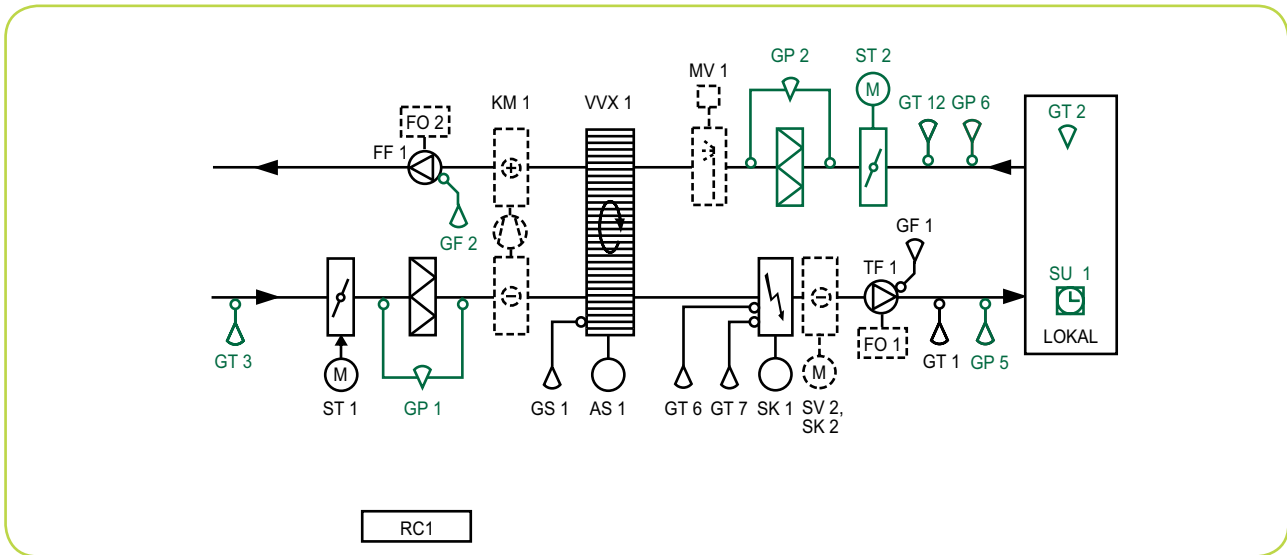 GP 2
ST 2
MV 1
KM 1
VVX 1
M
GT 12
GP 6
GT 2
FO 2
FF 1
GF 2
GF 1
TF 1
SU 1
LOKAL
GT 3
M
ST 1
GP 1
GS 1
AS 1
GT 6
GT 7
SK 1
M
SV 2,
SK 2
FO 1
GT 1
GP 5
RC1